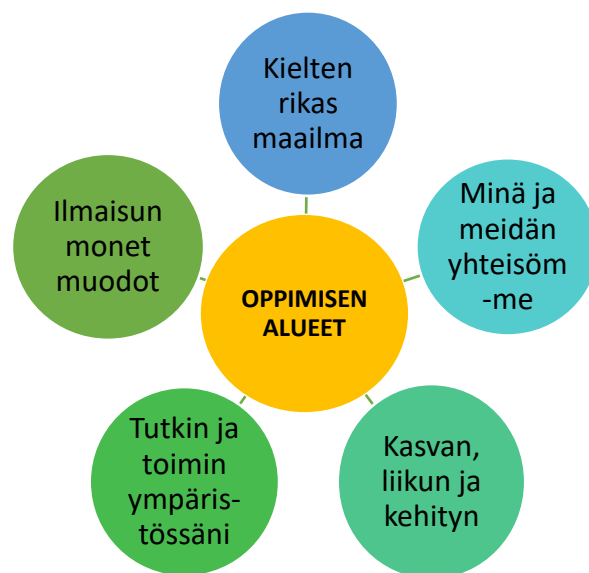 Kielten
rikas
maailma
Ilmaisun
monet
muodot
Minä ja
meidän
yhteisöm
-me
OPPIMISEN
ALUEET
Tutkin ja
toimin
ympäris-
tössäni
Kasvan,
liikun ja
kehityn